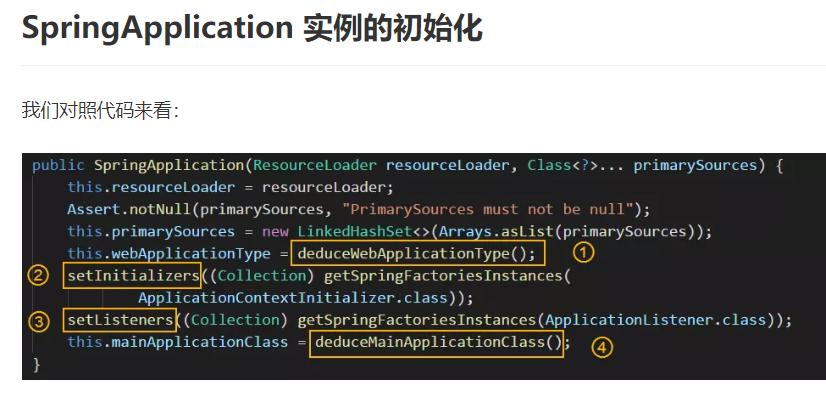 SpringApplication 实例的初始化
我们对照代码来看：
public SpringApplication(ResourceLoader resourceLoader, Class<?>... primarySources) {
this.resourceLoader = resourceLoader;
Assert.notNull(primarySources, "PrimarySources must not be null");
this.primarySources = new LinkedHashSet<>(Arrays.asList(primarySources));
this.webApplicationType = deduceWebApplicationType(); ①
② setInitializers((Collection) getSpringFactoriesInstances(
ApplicationContextInitializer.class));
③ setListeners((Collection) getSpringFactoriesInstances(ApplicationListener.class));
this.mainApplicationClass = deduceMainApplicationClass(); ④
}